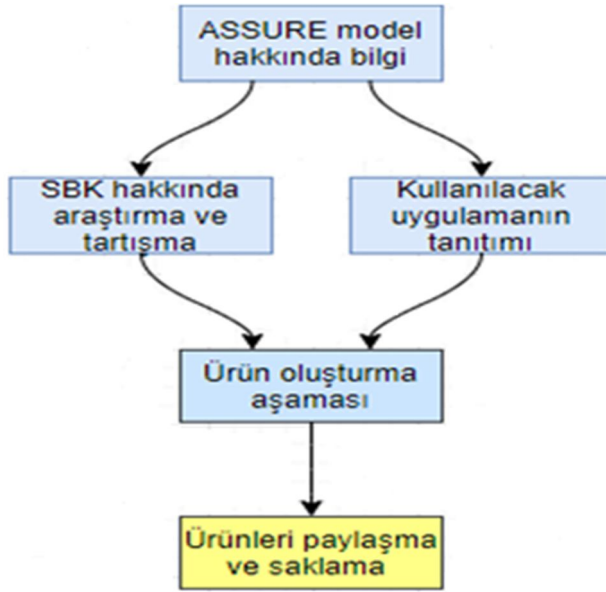 ASSURE model
hakkında bilgi
SBK hakkında
araştırma ve
tartışma
Kullanılacak
uygulamanın
tanıtımı
Ürün oluşturma
aşaması
Ürünleri paylaşma
ve saklama